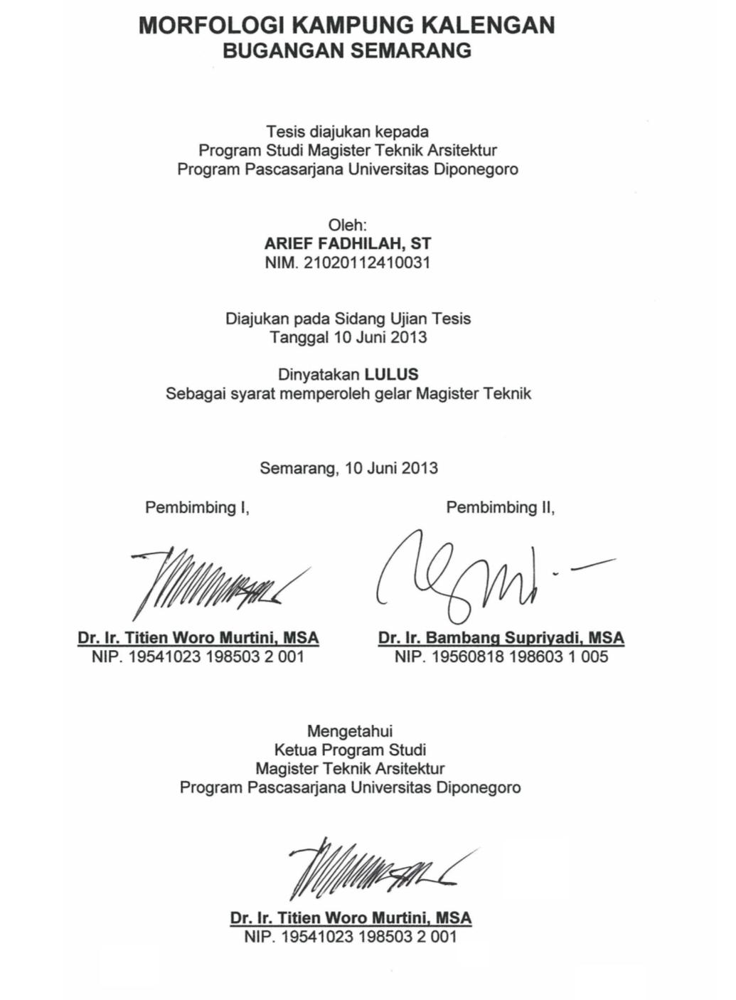 MORFOLOGI KAMPUNG KALENGAN
BUGANGAN SEMARANG
Tesis diajukan kepada
Program Studi Magister Teknik Arsitektur
Program Pascasarjana Universitas Diponegoro
Oleh:
ARIEF FADHILAH, ST
NIM. 21020112410031
Diajukan pada Sidang Ujian Tesis
Tanggal 10 Juni 2013
Dinyatakan LULUS
Sebagai syarat memperoleh gelar Magister Teknik
Semarang, 10 Juni 2013
Pembimbing I,
Pembimbing II,
Dr. Ir. Titien Woro Murtini, MSA
Dr. Ir. Bambang Supriyadi, MSA
NIP. 19541023 198503 2 001
NIP. 19560818 198603 1 005
Mengetahui
Ketua Program Studi
Magister Teknik Arsitektur
Program Pascasarjana Universitas Diponegoro
Dr. Ir. Titien Woro Murtini, MSA
NIP. 19541023 198503 2 001